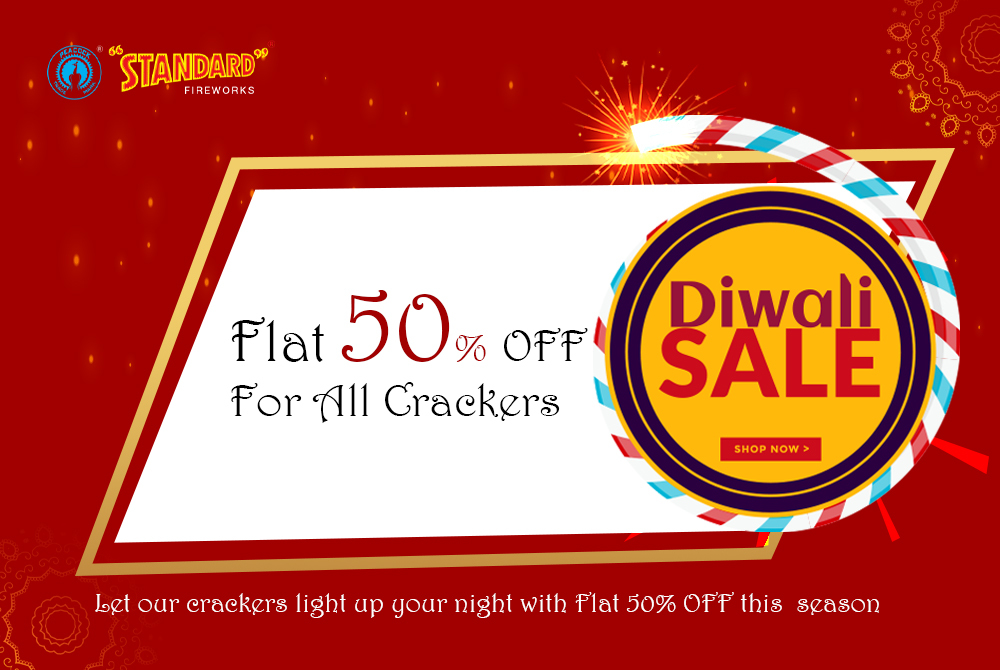 PEACOCK
"STANDARD"
FIREWORKS
Flat 50% OFF
For All Crackers
Diwali
SALE
SHOP NOW >
Let our crackers light up your night with Flat 50% OFF this season